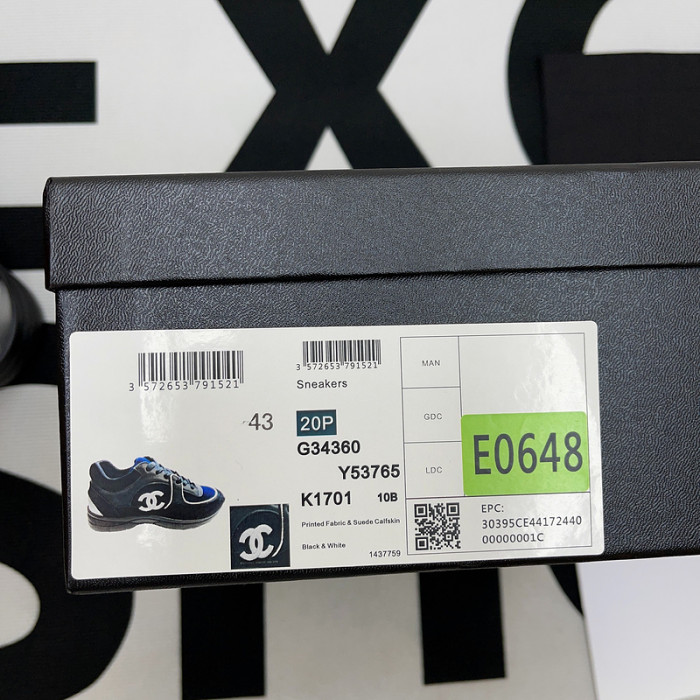 EXC
3 572653 791521
3 572653 791521
Sneakers
43
20P
G34360
Y53765
K1701 10B
Printed Fabric & Suede Calfskin
Black & White
1437759
MAN
GDC
LDC
E0648
EPC:
30395CE44172440
00000001C